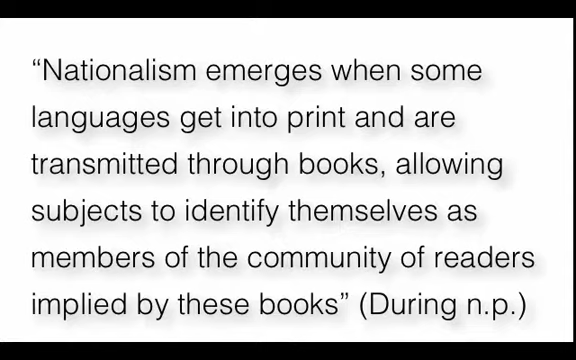 “Nationalism emerges when some
languages get into print and are
transmitted through books, allowing
subjects to identify themselves as
members of the community of readers
implied by these books” (During n.p.)